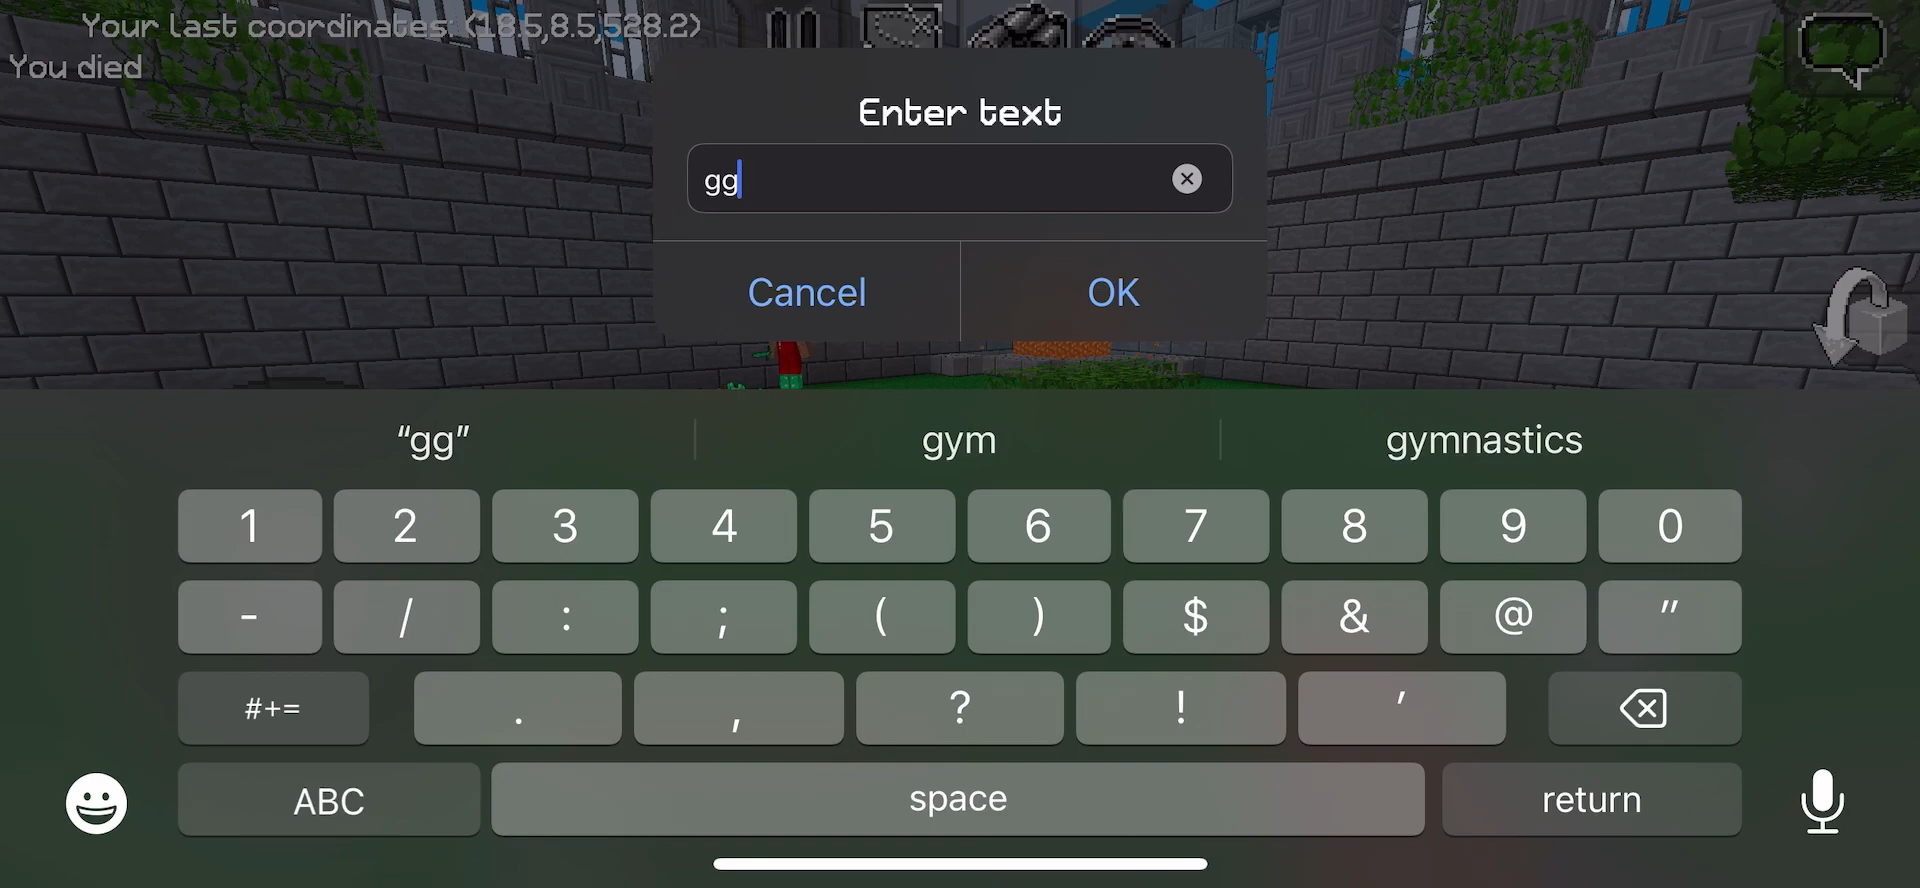 Your last coordinates: (18.5,8.5,528.2)
You died
Enter text
gg
Cancel OK
“gg” gym gymnastics
1 2 3 4 5 6 7 8 9 0
- / : ; ( ) $ & @ "
#+= . , ? ! '
ABC space return